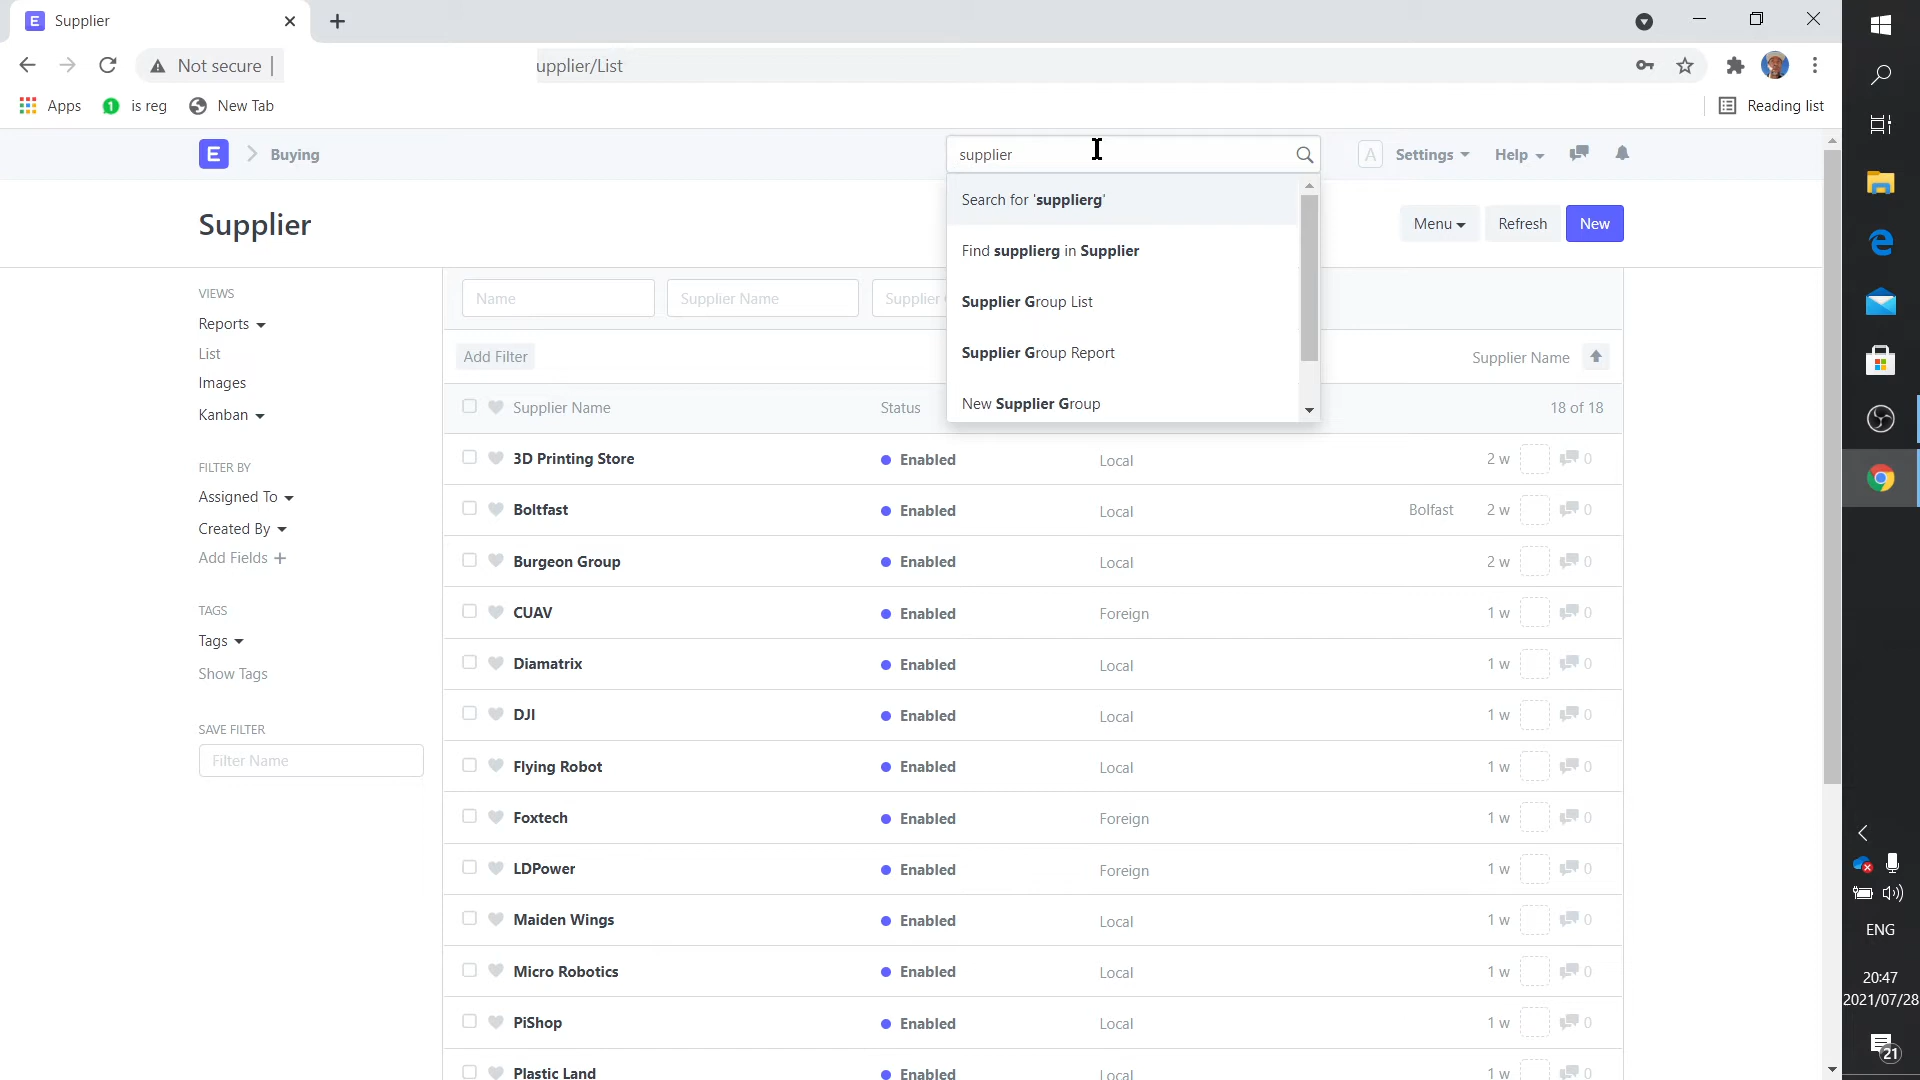 E Supplier
Not secure | upplier/List
Apps 1 is reg New Tab Reading list
E Buying supplier A Settings Help
Search for 'supplierg'
Find supplierg in Supplier
Supplier Group List
Supplier Group Report
New Supplier Group
Supplier Menu Refresh New
VIEWS
Reports
List
Images
Kanban
FILTER BY
Assigned To
Created By
Add Fields +
TAGS
Tags
Show Tags
SAVE FILTER
Filter Name
Name Supplier Name Supplier
Add Filter Supplier Name
Supplier Name Status 18 of 18
3D Printing Store Enabled Local 2 w 0
Boltfast Enabled Local Bolfast 2 w 0
Burgeon Group Enabled Local 2 w 0
CUAV Enabled Foreign 1 w 0
Diamatrix Enabled Local 1 w 0
DJI Enabled Local 1 w 0
Flying Robot Enabled Local 1 w 0
Foxtech Enabled Foreign 1 w 0
LDPower Enabled Foreign 1 w 0
Maiden Wings Enabled Local 1 w 0
Micro Robotics Enabled Local 1 w 0
PiShop Enabled Local 1 w 0
Plastic Land Enabled Local 1 w 0
ENG
20:47
2021/07/28
21